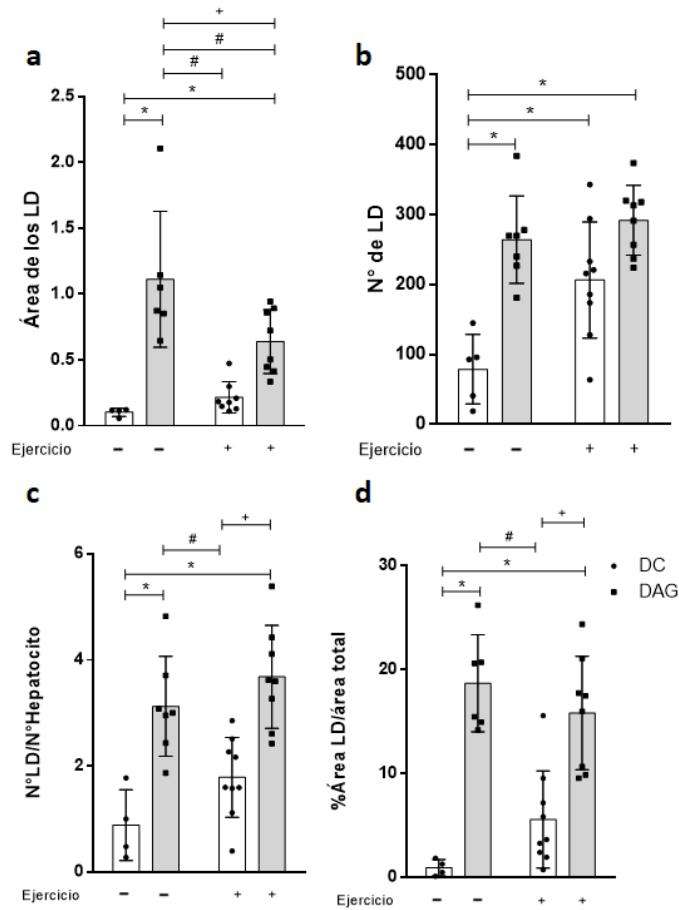 a
+
#
#
*
*
Área de los LD
2.5
2.0
1.5
1.0
0.5
0.0
Ejercicio
− − + +
b
*
*
*
N° de LD
500
400
300
200
100
0
Ejercicio
− − + +
c
+
#
*
*
N°LD/N°Hepatocito
6
4
2
0
Ejercicio
− − + +
d
+
#
*
*
%Área LD/área total
30
20
10
0
Ejercicio
− − + +
DC
DAG